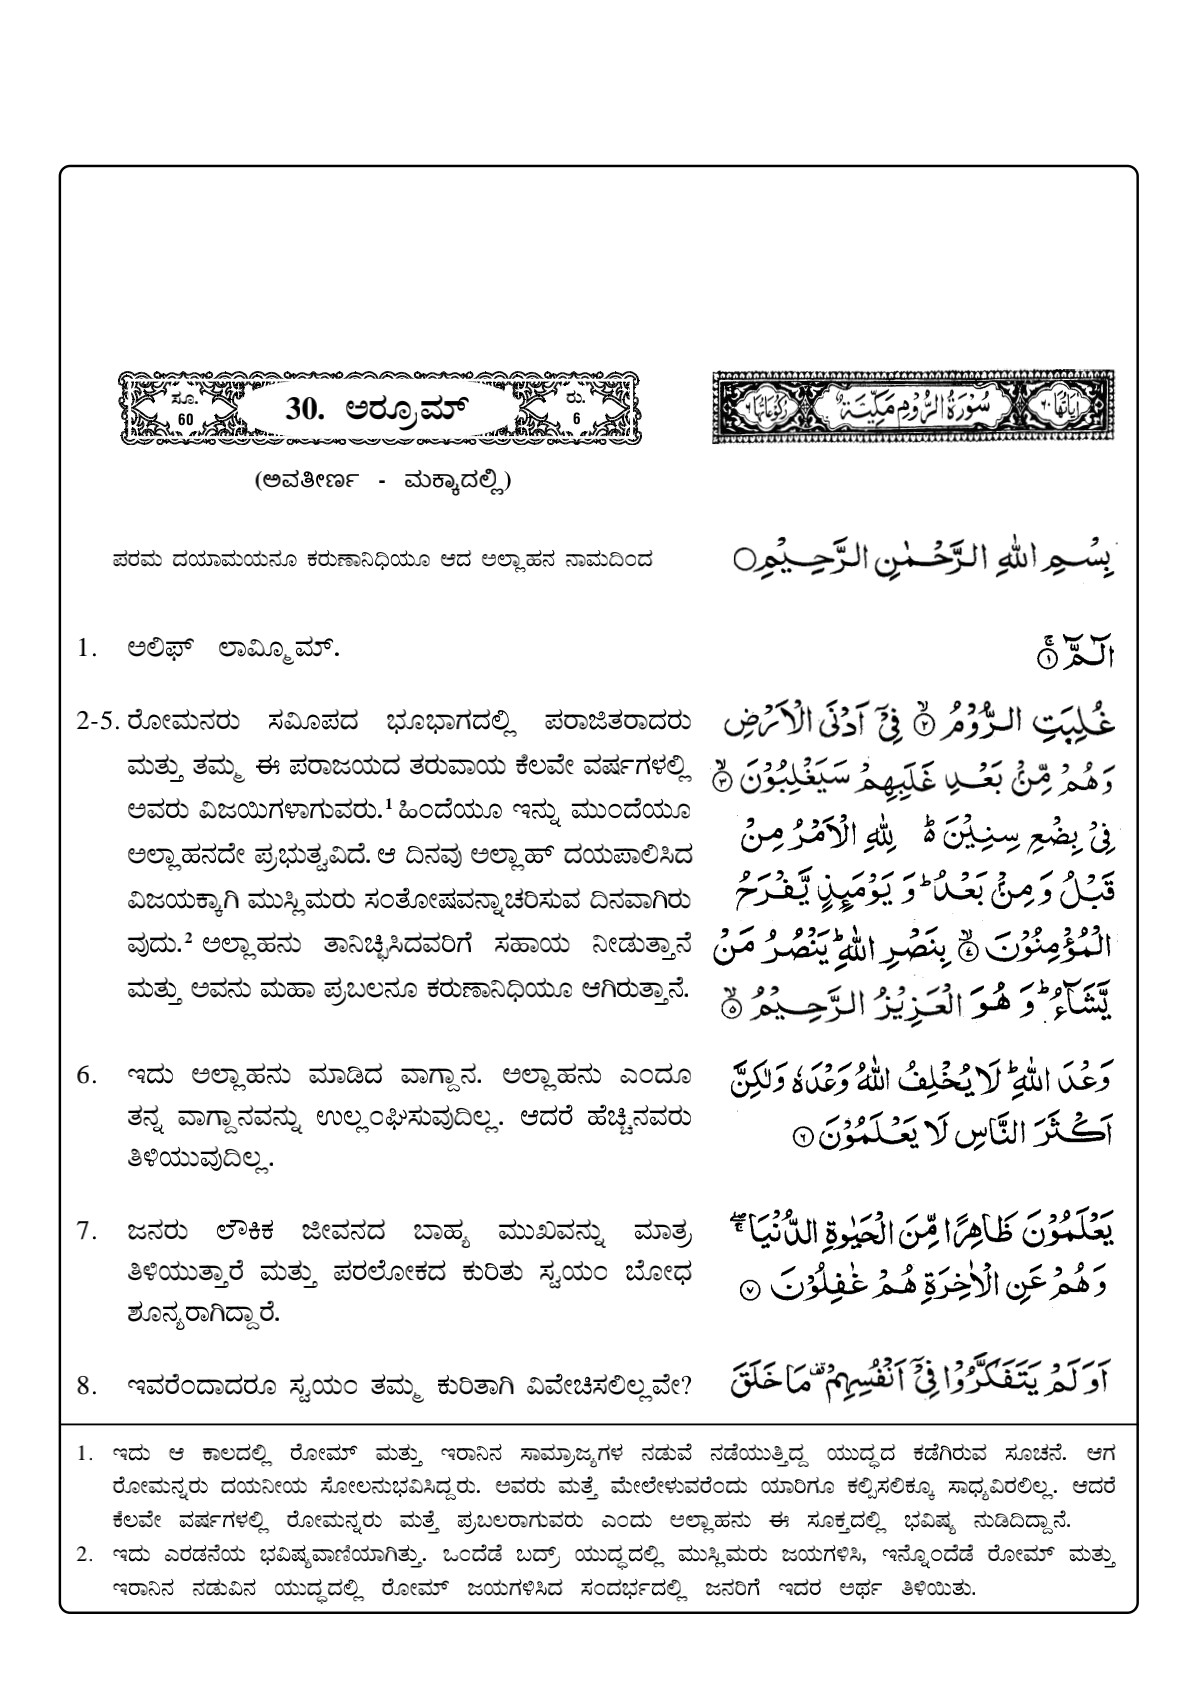 ಸೂ.
60
30. ಅರ್ರೂಮ್
ರು.
6
اٰيَاتُهَا ٦٠
سُوْرَةُ الرُّوْمِ مَكِّيَّةٌ
رُكُوْعَاتُهَا ٦
(ಅವತೀರ್ಣ - ಮಕ್ಕಾದಲ್ಲಿ)
ಪರಮ ದಯಾಮಯನೂ ಕರುಣಾನಿಧಿಯೂ ಆದ ಅಲ್ಲಾಹನ ನಾಮದಿಂದ
بِسْمِ اللهِ الرَّحْمٰنِ الرَّحِيْمِ○
1. ಅಲಿಫ್ ಲಾಮ್ಮೀಮ್.
الٓمّٓ ۚ﴿١﴾
2-5. ರೋಮನರು ಸಮೀಪದ ಭೂಭಾಗದಲ್ಲಿ ಪರಾಜಿತರಾದರು
ಮತ್ತು ತಮ್ಮ ಈ ಪರಾಜಯದ ತರುವಾಯ ಕೆಲವೇ ವರ್ಷಗಳಲ್ಲಿ
ಅವರು ವಿಜಯಿಗಳಾಗುವರು.1 ಹಿಂದೆಯೂ ಇನ್ನು ಮುಂದೆಯೂ
ಅಲ್ಲಾಹನದೇ ಪ್ರಭುತ್ವವಿದೆ. ಆ ದಿನವು ಅಲ್ಲಾಹ್ ದಯಪಾಲಿಸಿದ
ವಿಜಯಕ್ಕಾಗಿ ಮುಸ್ಲಿಮರು ಸಂತೋಷವನ್ನಾಚರಿಸುವ ದಿನವಾಗಿರು
ವುದು.2 ಅಲ್ಲಾಹನು ತಾನಿಚ್ಛಿಸಿದವರಿಗೆ ಸಹಾಯ ನೀಡುತ್ತಾನೆ
ಮತ್ತು ಅವನು ಮಹಾ ಪ್ರಬಲನೂ ಕರುಣಾನಿಧಿಯೂ ಆಗಿರುತ್ತಾನೆ.
غُلِبَتِ الرُّوْمُ ۙ﴿٢﴾ فِيْٓ اَدْنَى الْاَرْضِ
وَهُمْ مِّنْۢ بَعْدِ غَلَبِهِمْ سَيَغْلِبُوْنَ ۙ﴿٣﴾
فِيْ بِضْعِ سِنِيْنَ ؕ لِلّٰهِ الْاَمْرُ مِنْ
قَبْلُ وَمِنْۢ بَعْدُ ؕ وَيَوْمَئِذٍ يَّفْرَحُ
الْمُؤْمِنُوْنَ ۙ﴿٤﴾ بِنَصْرِ اللّٰهِ ؕ يَنْصُرُ مَنْ
يَّشَآءُ ؕ وَهُوَ الْعَزِيْزُ الرَّحِيْمُ ﴿٥﴾
6. ಇದು ಅಲ್ಲಾಹನು ಮಾಡಿದ ವಾಗ್ದಾನ. ಅಲ್ಲಾಹನು ಎಂದೂ
ತನ್ನ ವಾಗ್ದಾನವನ್ನು ಉಲ್ಲಂಘಿಸುವುದಿಲ್ಲ. ಆದರೆ ಹೆಚ್ಚಿನವರು
ತಿಳಿಯುವುದಿಲ್ಲ.
وَعْدَ اللّٰهِ ؕ لَا يُخْلِفُ اللّٰهُ وَعْدَهٗ وَلٰكِنَّ
اَكْثَرَ النَّاسِ لَا يَعْلَمُوْنَ ﴿٦﴾
7. ಜನರು ಲೌಕಿಕ ಜೀವನದ ಬಾಹ್ಯ ಮುಖವನ್ನು ಮಾತ್ರ
ತಿಳಿಯುತ್ತಾರೆ ಮತ್ತು ಪರಲೋಕದ ಕುರಿತು ಸ್ವಯಂ ಬೋಧ
ಶೂನ್ಯರಾಗಿದ್ದಾರೆ.
يَعْلَمُوْنَ ظَاهِرًا مِّنَ الْحَيٰوةِ الدُّنْيَا ۖۚ
وَهُمْ عَنِ الْاٰخِرَةِ هُمْ غٰفِلُوْنَ ﴿٧﴾
8. ಇವರೆಂದಾದರೂ ಸ್ವಯಂ ತಮ್ಮ ಕುರಿತಾಗಿ ವಿವೇಚಿಸಲಿಲ್ಲವೇ?
اَوَلَمْ يَتَفَكَّرُوْا فِيْٓ اَنْفُسِهِمْ ۫ مَا خَلَقَ
1. ಇದು ಆ ಕಾಲದಲ್ಲಿ ರೋಮ್ ಮತ್ತು ಇರಾನಿನ ಸಾಮ್ರಾಜ್ಯಗಳ ನಡುವೆ ನಡೆಯುತ್ತಿದ್ದ ಯುದ್ಧದ ಕಡೆಗಿರುವ ಸೂಚನೆ. ಆಗ
ರೋಮನ್ನರು ದಯನೀಯ ಸೋಲನುಭವಿಸಿದ್ದರು. ಅವರು ಮತ್ತೆ ಮೇಲೇಳುವರೆಂದು ಯಾರಿಗೂ ಕಲ್ಪಿಸಲಿಕ್ಕೂ ಸಾಧ್ಯವಿರಲಿಲ್ಲ. ಆದರೆ
ಕೆಲವೇ ವರ್ಷಗಳಲ್ಲಿ ರೋಮನ್ನರು ಮತ್ತೆ ಪ್ರಬಲರಾಗುವರು ಎಂದು ಅಲ್ಲಾಹನು ಈ ಸೂಕ್ತದಲ್ಲಿ ಭವಿಷ್ಯ ನುಡಿದಿದ್ದಾನೆ.
2. ಇದು ಎರಡನೆಯ ಭವಿಷ್ಯವಾಣಿಯಾಗಿತ್ತು. ಒಂದೆಡೆ ಬದ್ರ್ ಯುದ್ಧದಲ್ಲಿ ಮುಸ್ಲಿಮರು ಜಯಗಳಿಸಿ, ಇನ್ನೊಂದೆಡೆ ರೋಮ್ ಮತ್ತು
ಇರಾನಿನ ನಡುವಿನ ಯುದ್ಧದಲ್ಲಿ ರೋಮ್ ಜಯಗಳಿಸಿದ ಸಂದರ್ಭದಲ್ಲಿ ಜನರಿಗೆ ಇದರ ಅರ್ಥ ತಿಳಿಯಿತು.